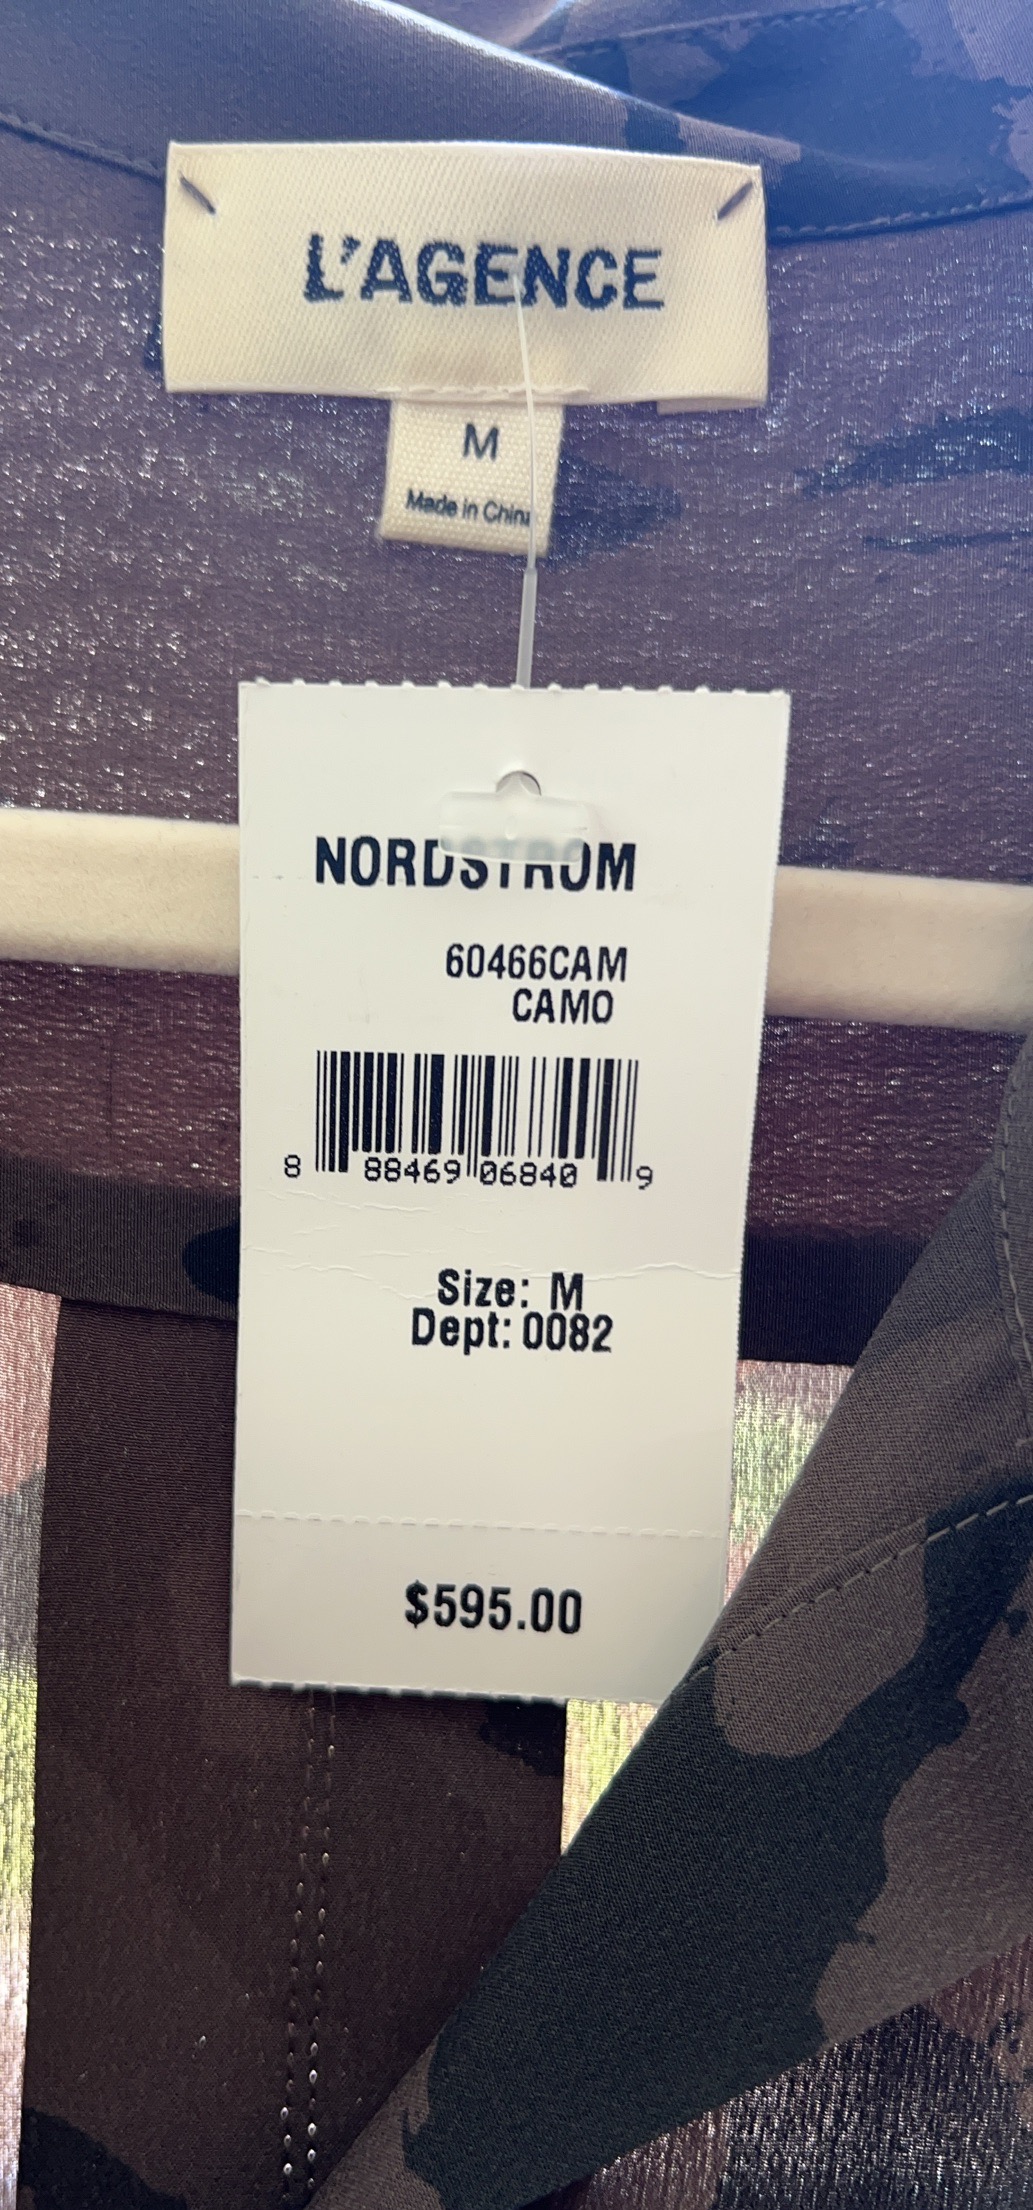 L'AGENCE
M
Made in China
NORDSTROM
60466CAM
CAMO
8 88469 06840 9
Size: M
Dept: 0082
$595.00